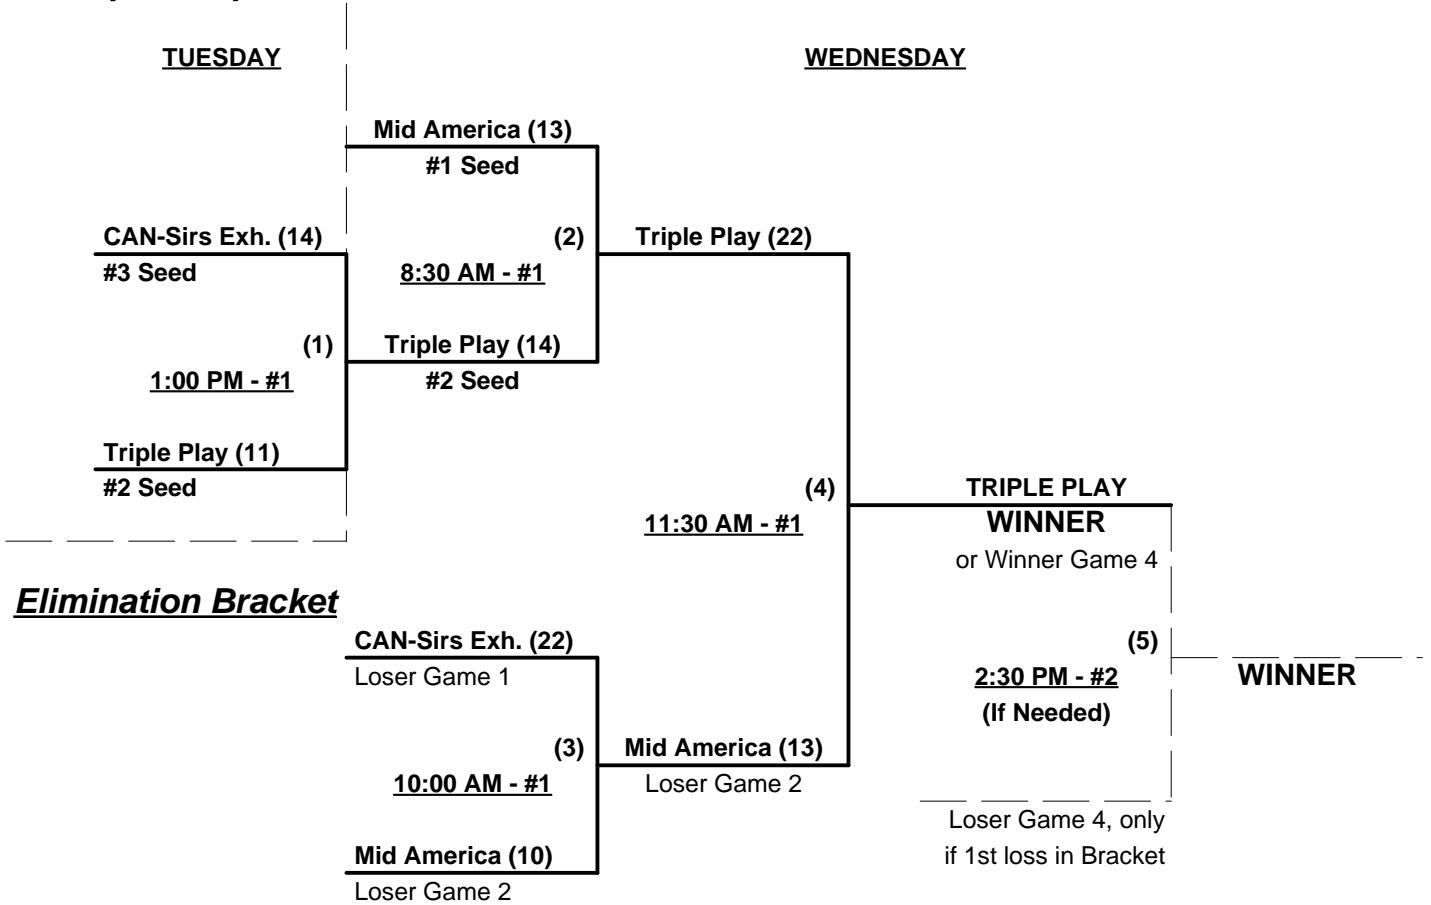 TUESDAY
WEDNESDAY
Mid America (13)
#1 Seed
CAN-Sirs Exh. (14)
#3 Seed
(2)
8:30 AM - #1
Triple Play (22)
(1)
1:00 PM - #1
Triple Play (14)
#2 Seed
Triple Play (11)
#2 Seed
(4)
11:30 AM - #1
TRIPLE PLAY
WINNER
or Winner Game 4
Elimination Bracket
CAN-Sirs Exh. (22)
Loser Game 1
(5)
2:30 PM - #2
(If Needed)
WINNER
(3)
10:00 AM - #1
Mid America (13)
Loser Game 2
Loser Game 4, only
if 1st loss in Bracket
Mid America (10)
Loser Game 2